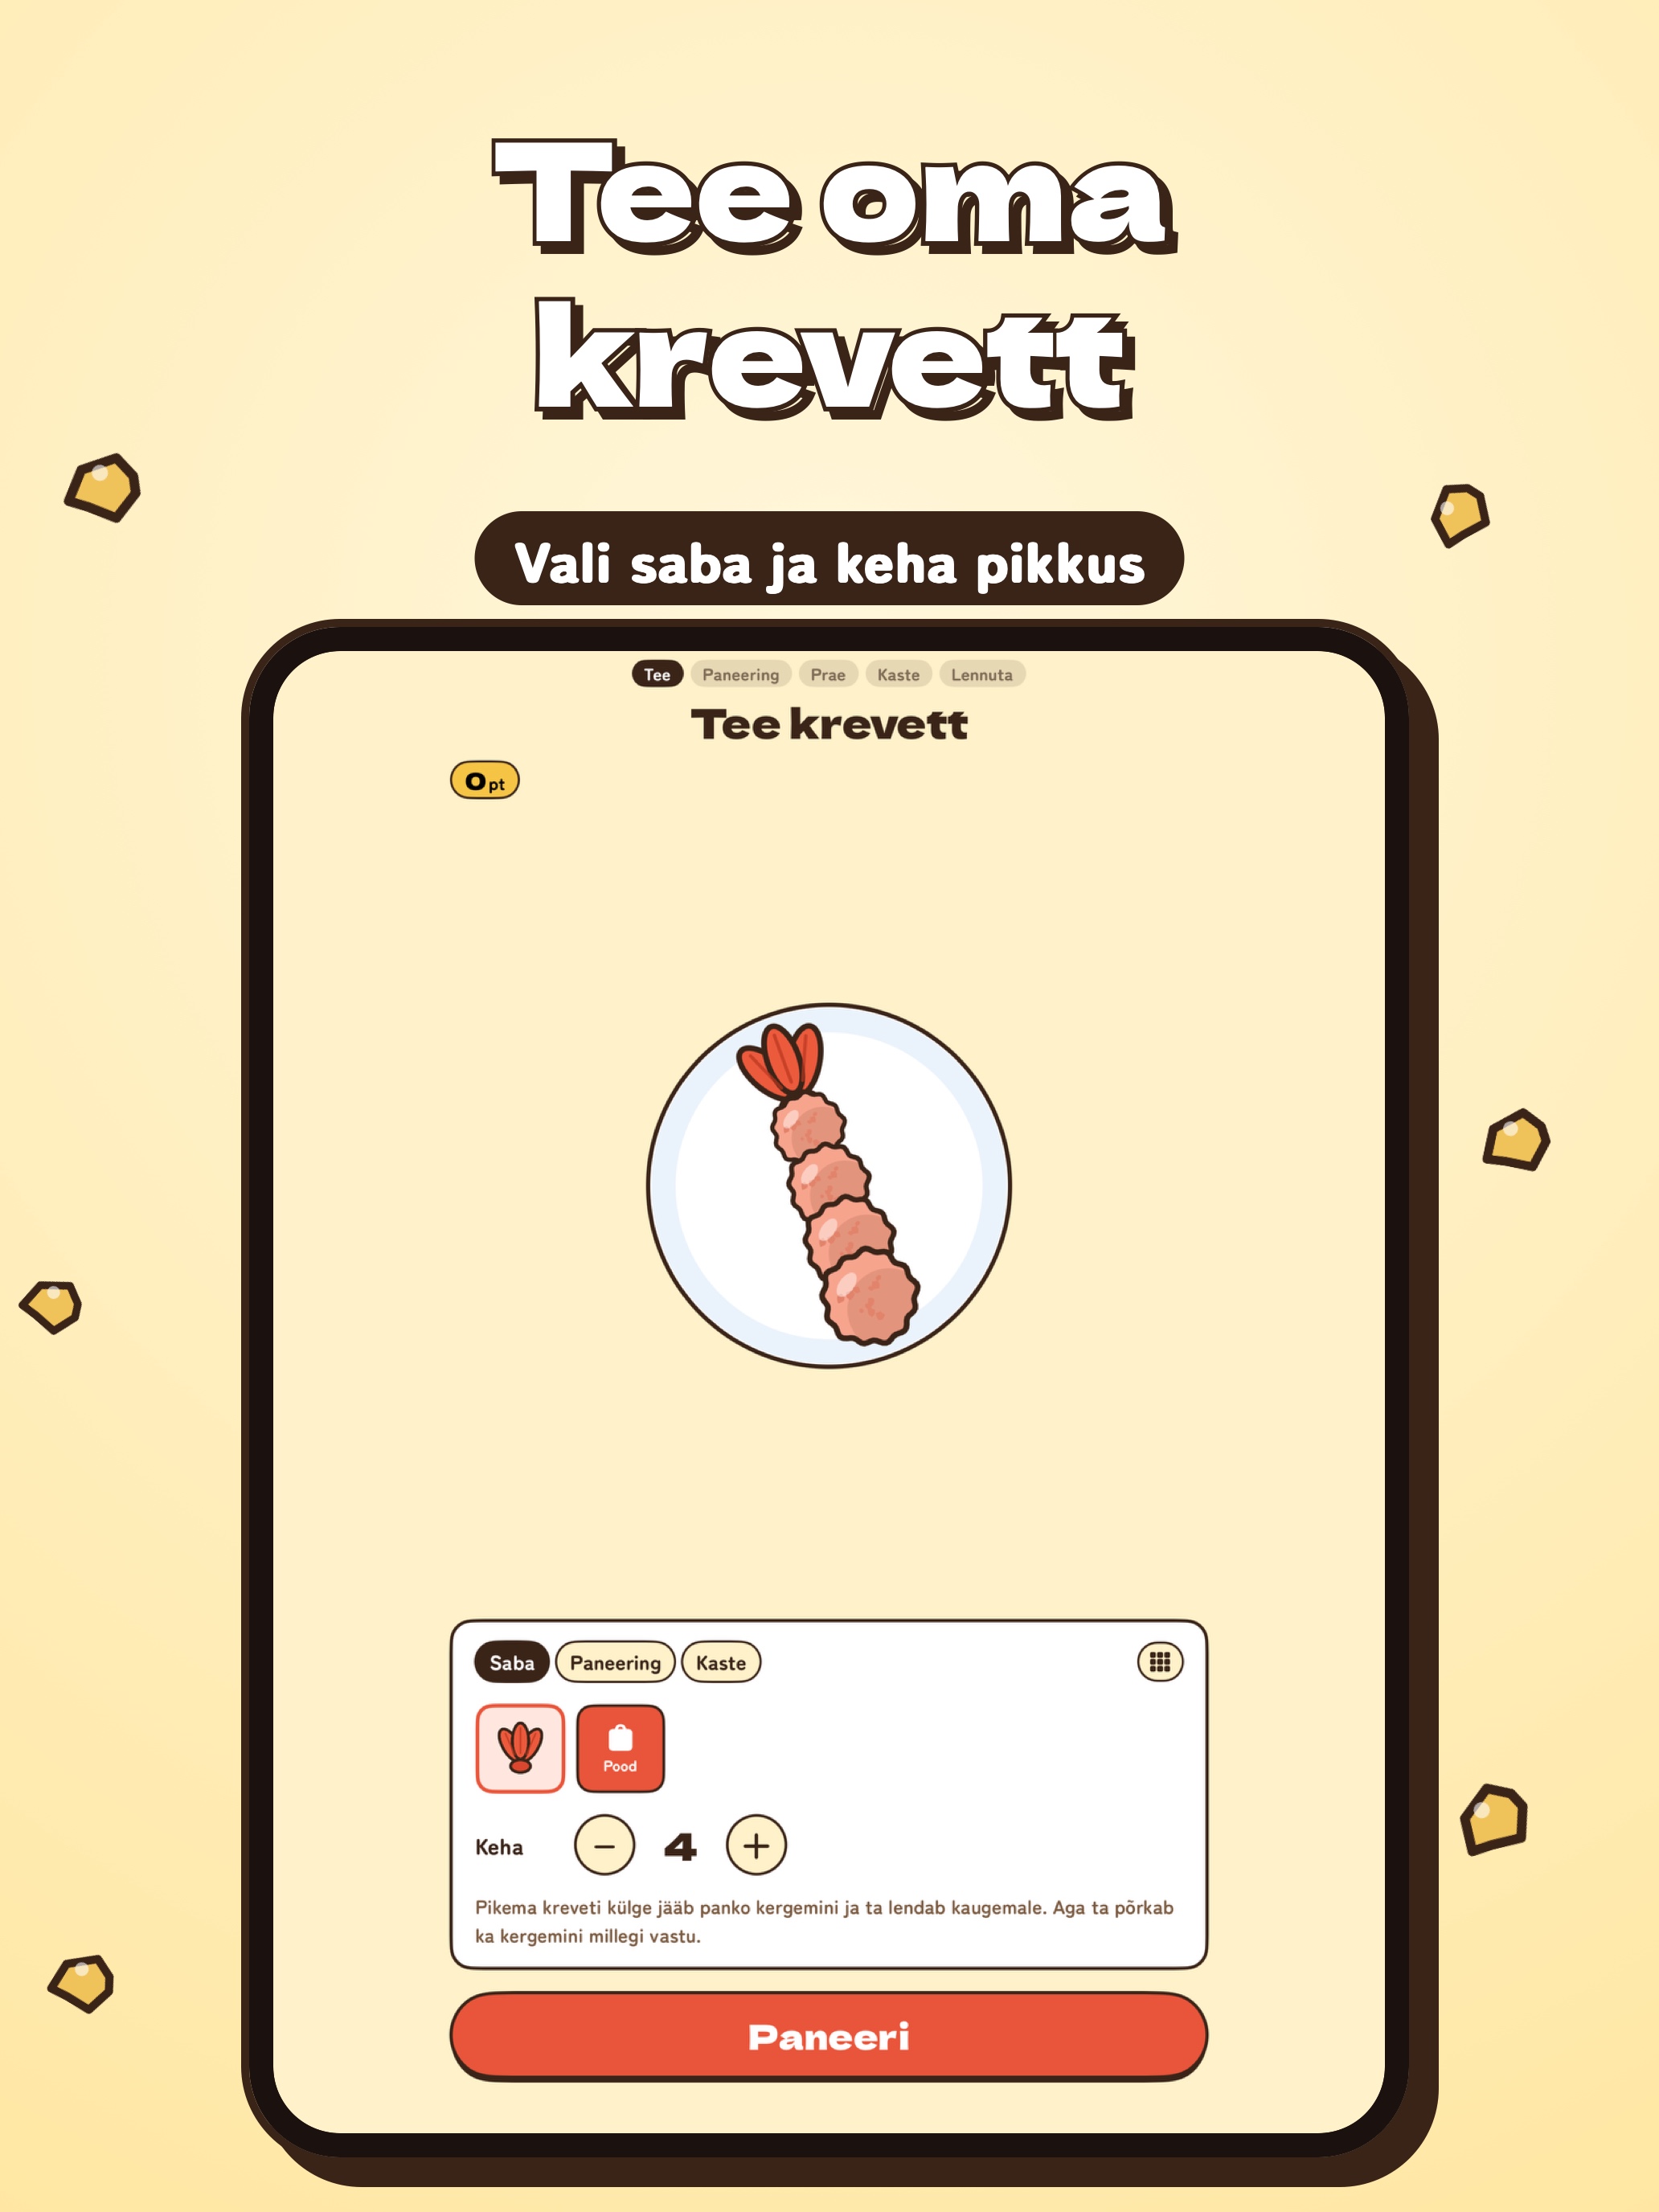 Tee oma
krevett
Vali saba ja keha pikkus
Tee Paneering Prae Kaste Lennuta
Tee krevett
0pt
Saba Paneering Kaste
Pood
Keha − 4 +
Pikema kreveti külge jääb panko kergemini ja ta lendab kaugemale. Aga ta põrkab
ka kergemini millegi vastu.
Paneeri